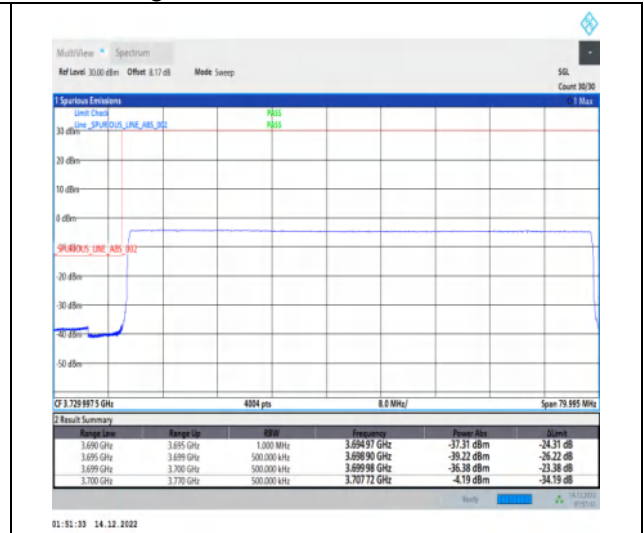 MultiView Spectrum
Ref Level 30.00 dBm Offset 8.17 dB Mode Sweep SGL
Count 30/30
1 Spurious Emissions 1 Max
Limit Check PASS
Line _SPURIOUS_LINE_ABS_002 PASS
30 dBm
20 dBm
10 dBm
0 dBm
_SPURIOUS_LINE_ABS_002
-20 dBm
-30 dBm
-40 dBm
-50 dBm
CF 3.729 997 5 GHz 4004 pts 8.0 MHz/ Span 79.995 MHz
2 Result Summary
Range Low Range Up RBW Frequency Power Abs ΔLimit
3.690 GHz 3.695 GHz 1.000 MHz 3.694 97 GHz -37.31 dBm -24.31 dB
3.695 GHz 3.699 GHz 500.000 kHz 3.698 90 GHz -39.22 dBm -26.22 dB
3.699 GHz 3.700 GHz 500.000 kHz 3.699 98 GHz -36.38 dBm -23.38 dB
3.700 GHz 3.770 GHz 500.000 kHz 3.707 72 GHz -4.19 dBm -34.19 dB
Ready 14.12.2022
01:51:33 14.12.2022